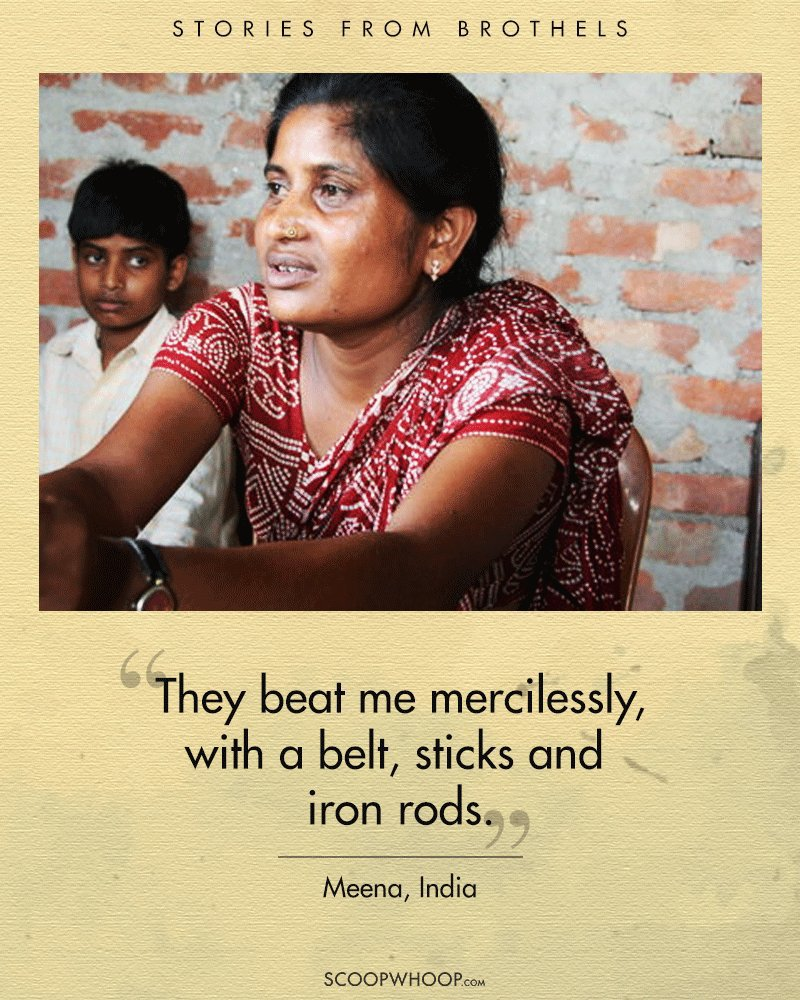 STORIES FROM BROTHELS
“They beat me mercilessly,
with a belt, sticks and
iron rods.”
Meena, India
SCOOPWHOOP.COM